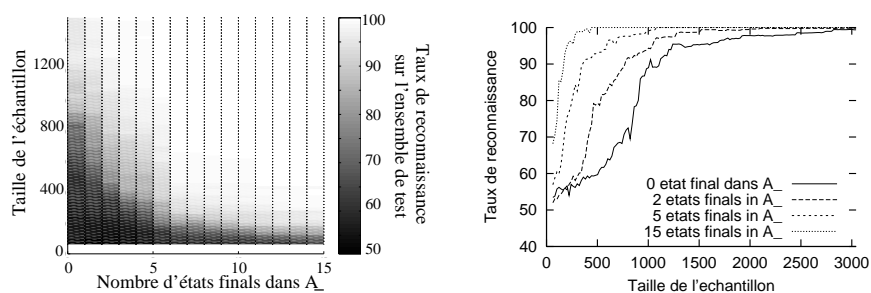 Taille de l'échantillon
1200
800
400
0
0
5
10
15
Nombre d'états finals dans A_
100
90
80
70
60
50
Taux de reconnaissance
sur l'ensemble de test
Taux de reconnaissance
100
90
80
70
60
50
40
0 etat final dans A_
2 etats finals in A_
5 etats finals in A_
15 etats finals in A_
0
500
1000
1500
2000
2500
3000
Taille de l'echantillon